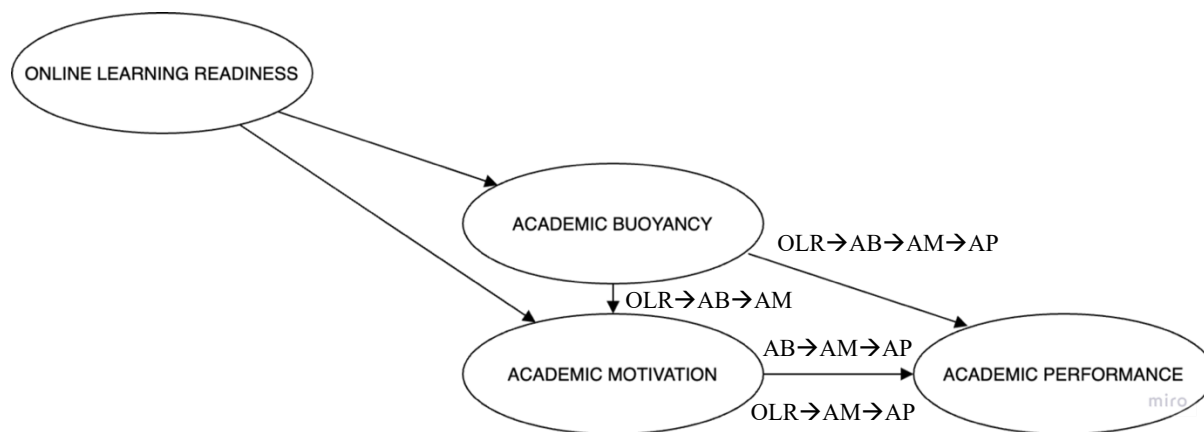 ONLINE LEARNING READINESS
ACADEMIC BUOYANCY
OLR→AB→AM→AP
OLR→AB→AM
AB→AM→AP
ACADEMIC MOTIVATION
ACADEMIC PERFORMANCE
miro
OLR→AM→AP